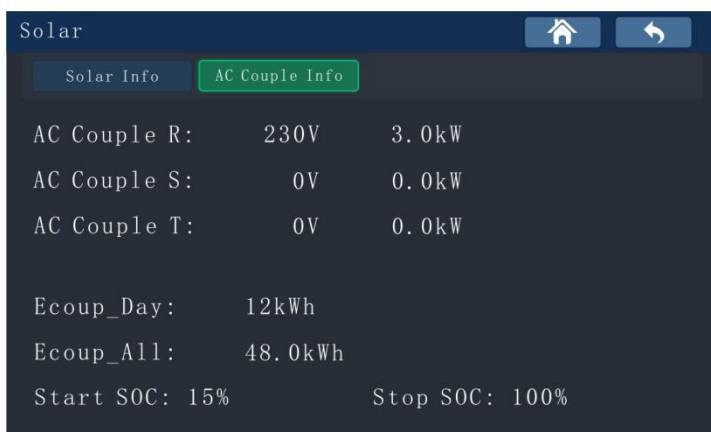 Solar
Solar Info AC Couple Info
AC Couple R: 230V 3.0kW
AC Couple S: 0V 0.0kW
AC Couple T: 0V 0.0kW
Ecoup_Day: 12kWh
Ecoup_All: 48.0kWh
Start SOC: 15% Stop SOC: 100%